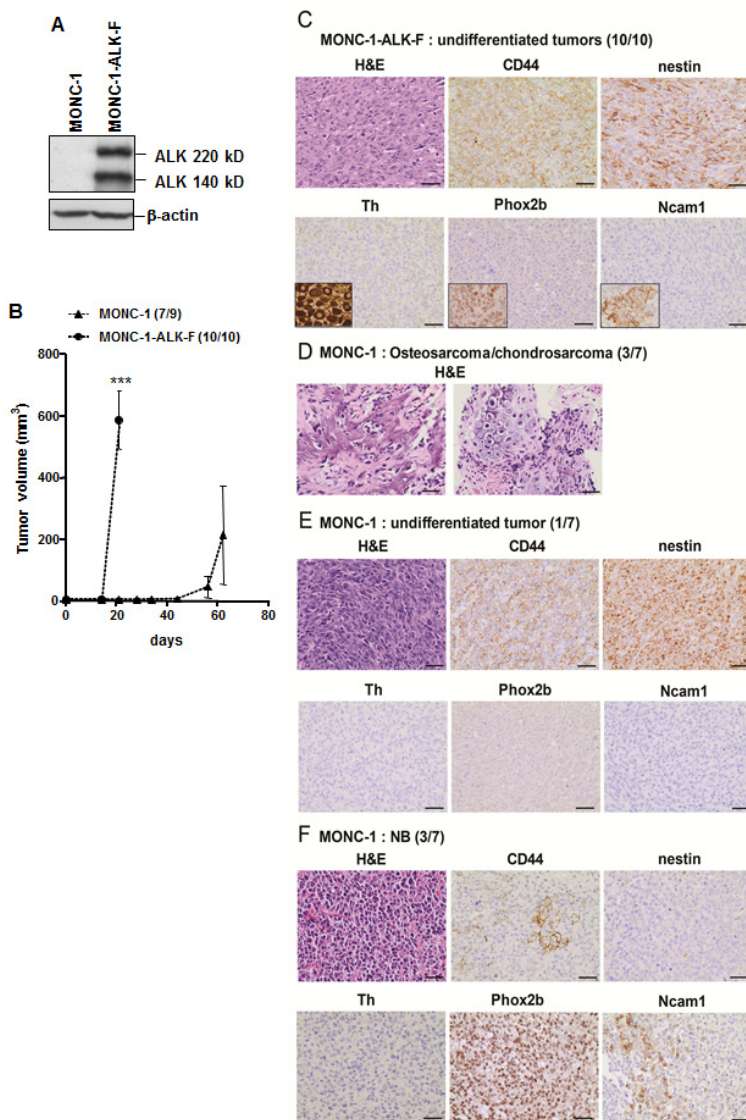 A
MONC-1
MONC-1-ALK-F
ALK 220 kD
ALK 140 kD
β-actin
B
MONC-1 (7/9)
MONC-1-ALK-F (10/10)
800
600
400
200
0
Tumor volume (mm³)
***
0 20 40 60 80
days
C
MONC-1-ALK-F : undifferentiated tumors (10/10)
H&E CD44 nestin
Th Phox2b Ncam1
D MONC-1 : Osteosarcoma/chondrosarcoma (3/7)
H&E
E MONC-1 : undifferentiated tumor (1/7)
H&E CD44 nestin
Th Phox2b Ncam1
F MONC-1 : NB (3/7)
H&E CD44 nestin
Th Phox2b Ncam1